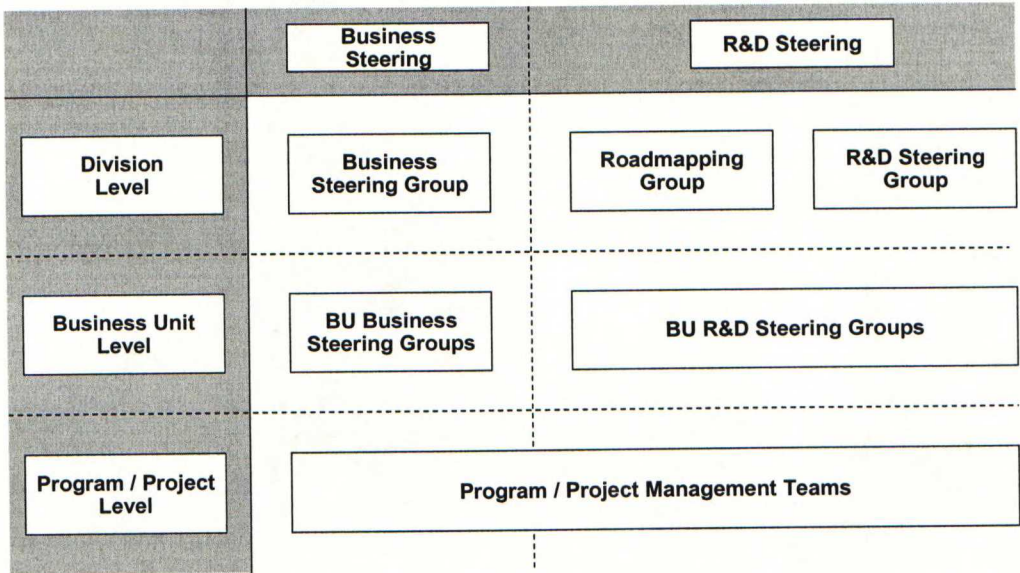 Business
Steering
R&D Steering
Division
Level
Business
Steering Group
Roadmapping
Group
R&D Steering
Group
Business Unit
Level
BU Business
Steering Groups
BU R&D Steering Groups
Program / Project
Level
Program / Project Management Teams